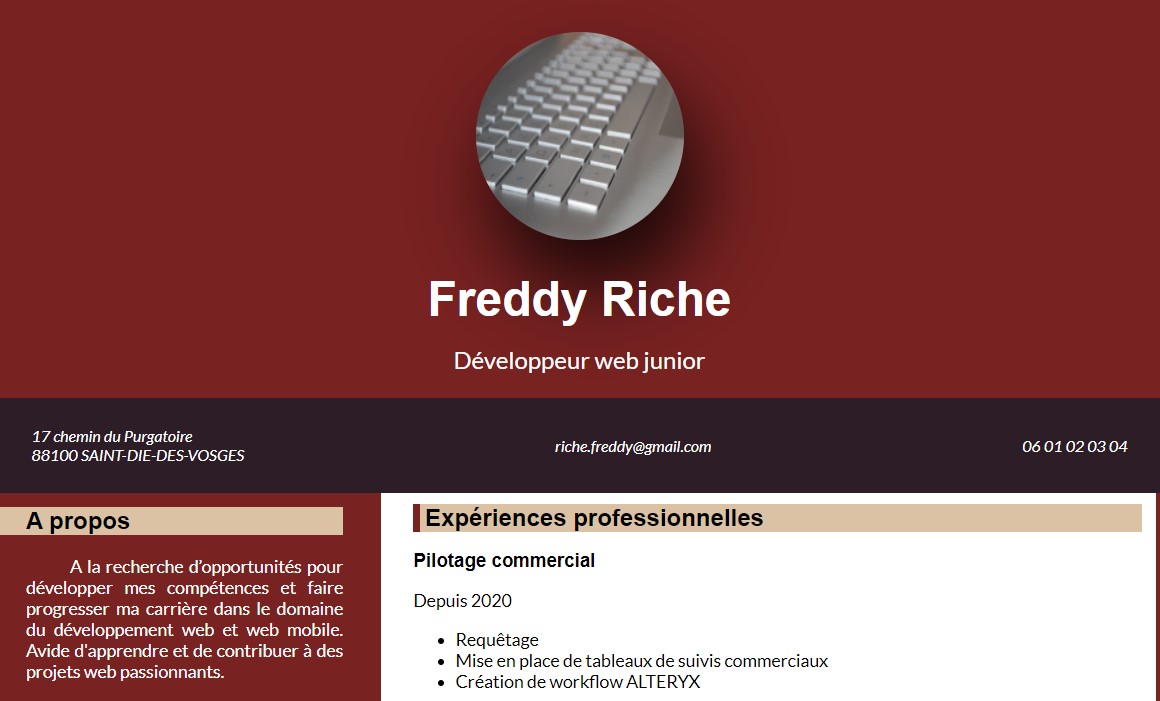 Freddy Riche
Développeur web junior
17 chemin du Purgatoire
88100 SAINT-DIE-DES-VOSGES
riche.freddy@gmail.com
06 01 02 03 04
A propos
A la recherche d’opportunités pour
développer mes compétences et faire
progresser ma carrière dans le domaine
du développement web et web mobile.
Avide d'apprendre et de contribuer à des
projets web passionnants.
Expériences professionnelles
Pilotage commercial
Depuis 2020
• Requêtage
• Mise en place de tableaux de suivis commerciaux
• Création de workflow ALTERYX